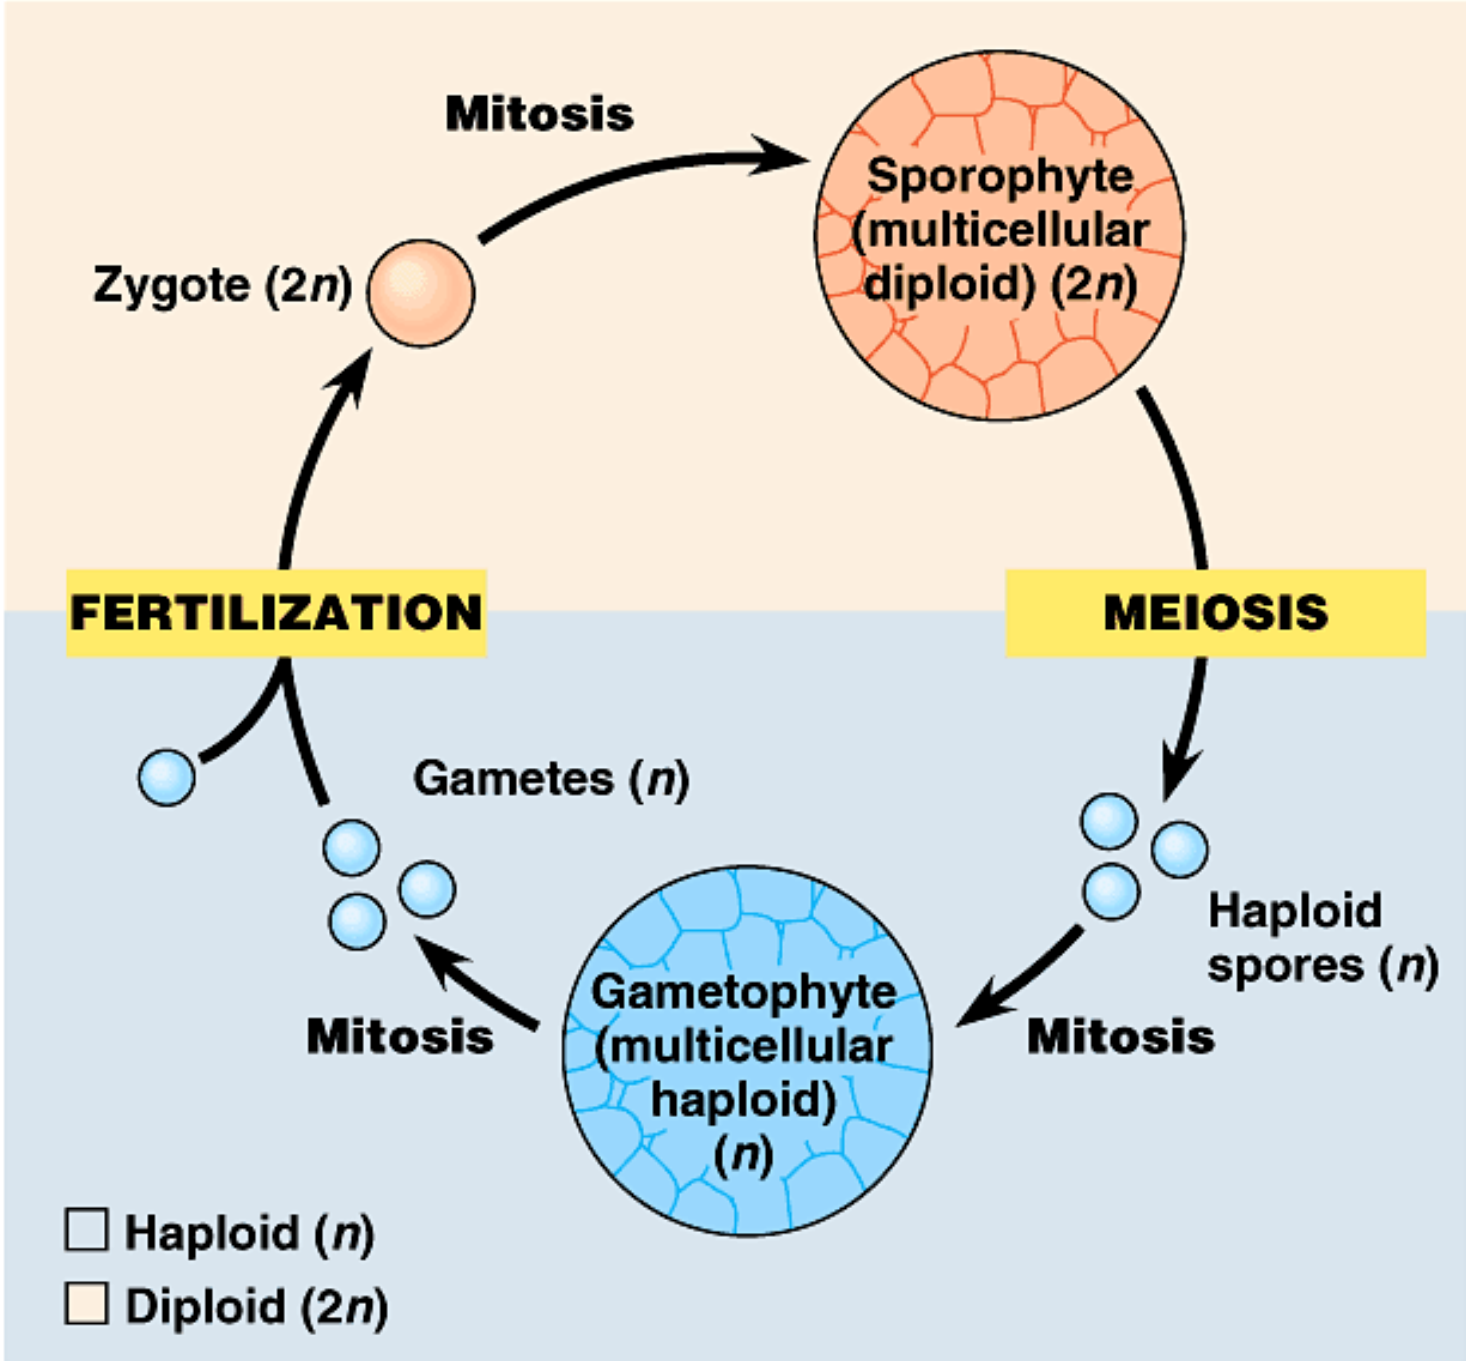 Mitosis
Sporophyte
(multicellular
diploid) (2n)
Zygote (2n)
FERTILIZATION
MEIOSIS
Gametes (n)
Haploid
spores (n)
Gametophyte
(multicellular
haploid)
(n)
Mitosis
Mitosis
Haploid (n)
Diploid (2n)